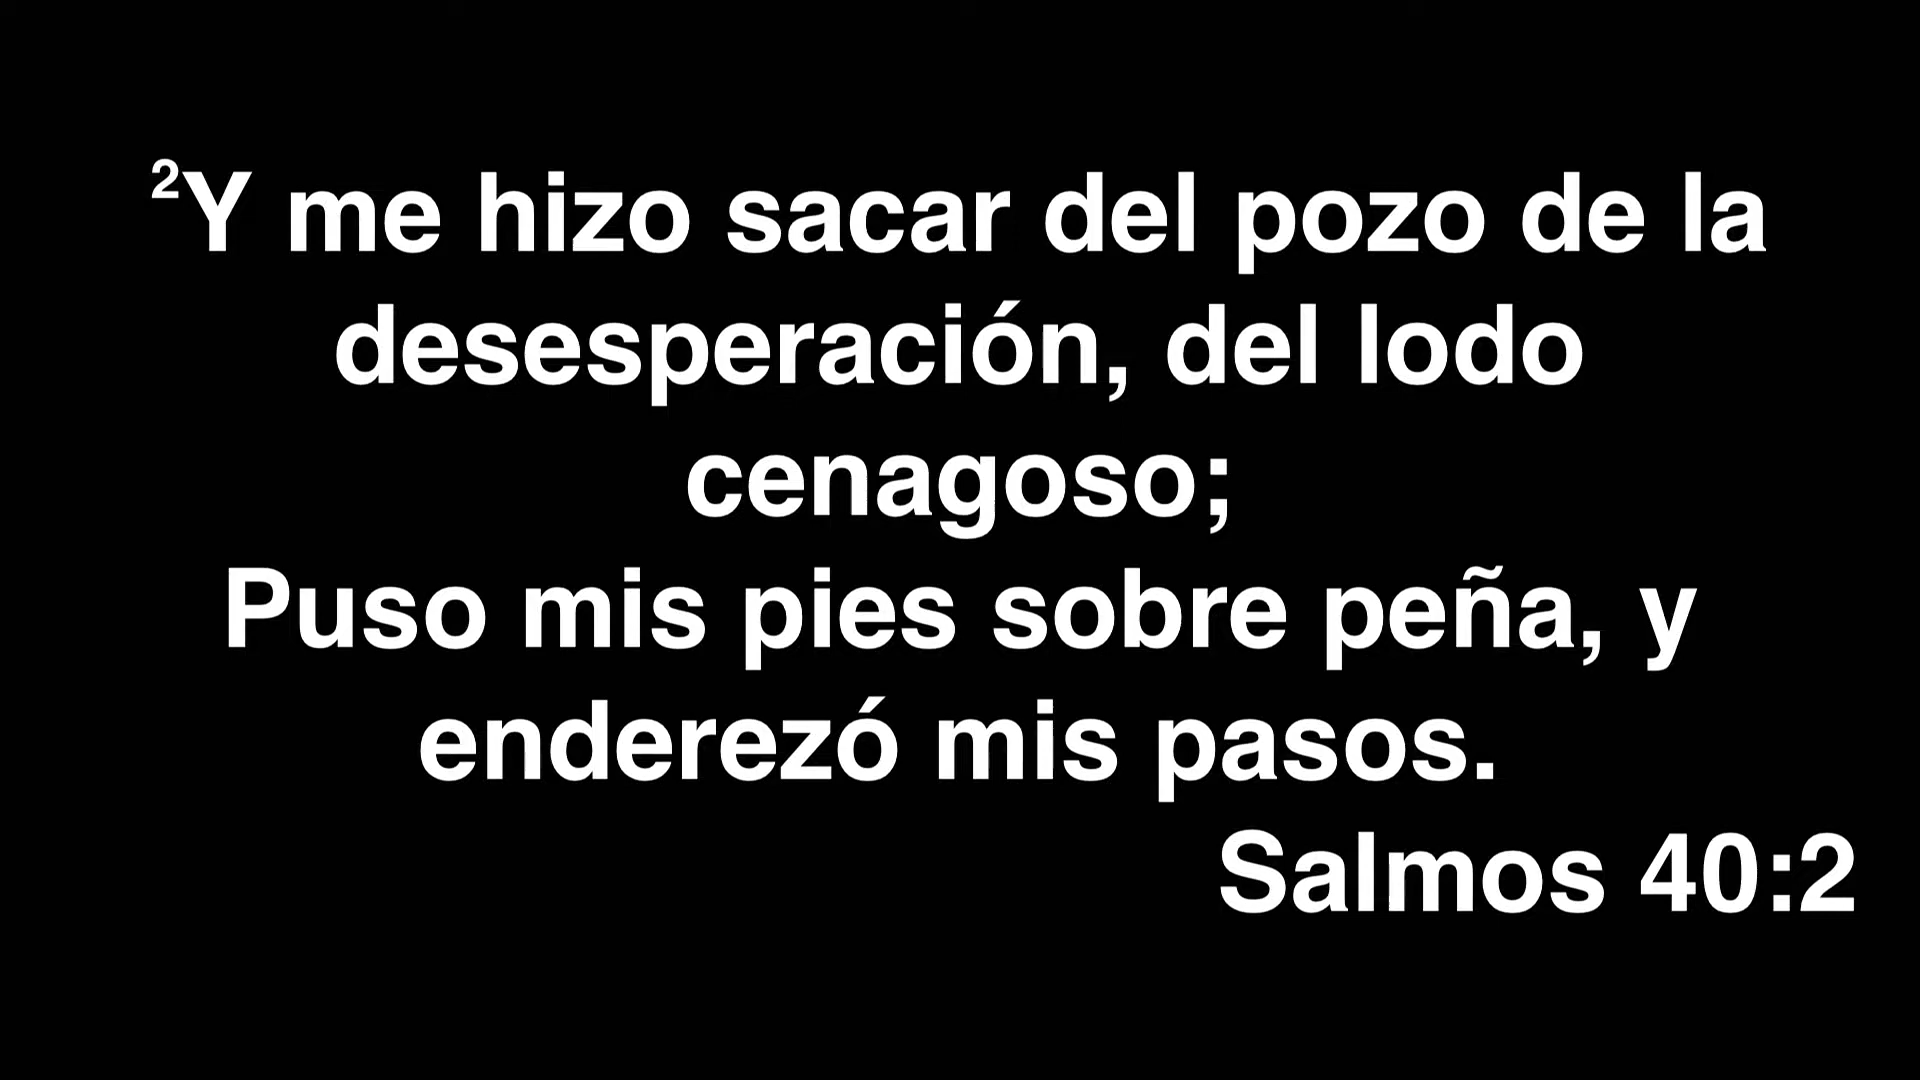 ²Y me hizo sacar del pozo de la
desesperación, del lodo
cenagoso;
Puso mis pies sobre peña, y
enderezó mis pasos.
Salmos 40:2